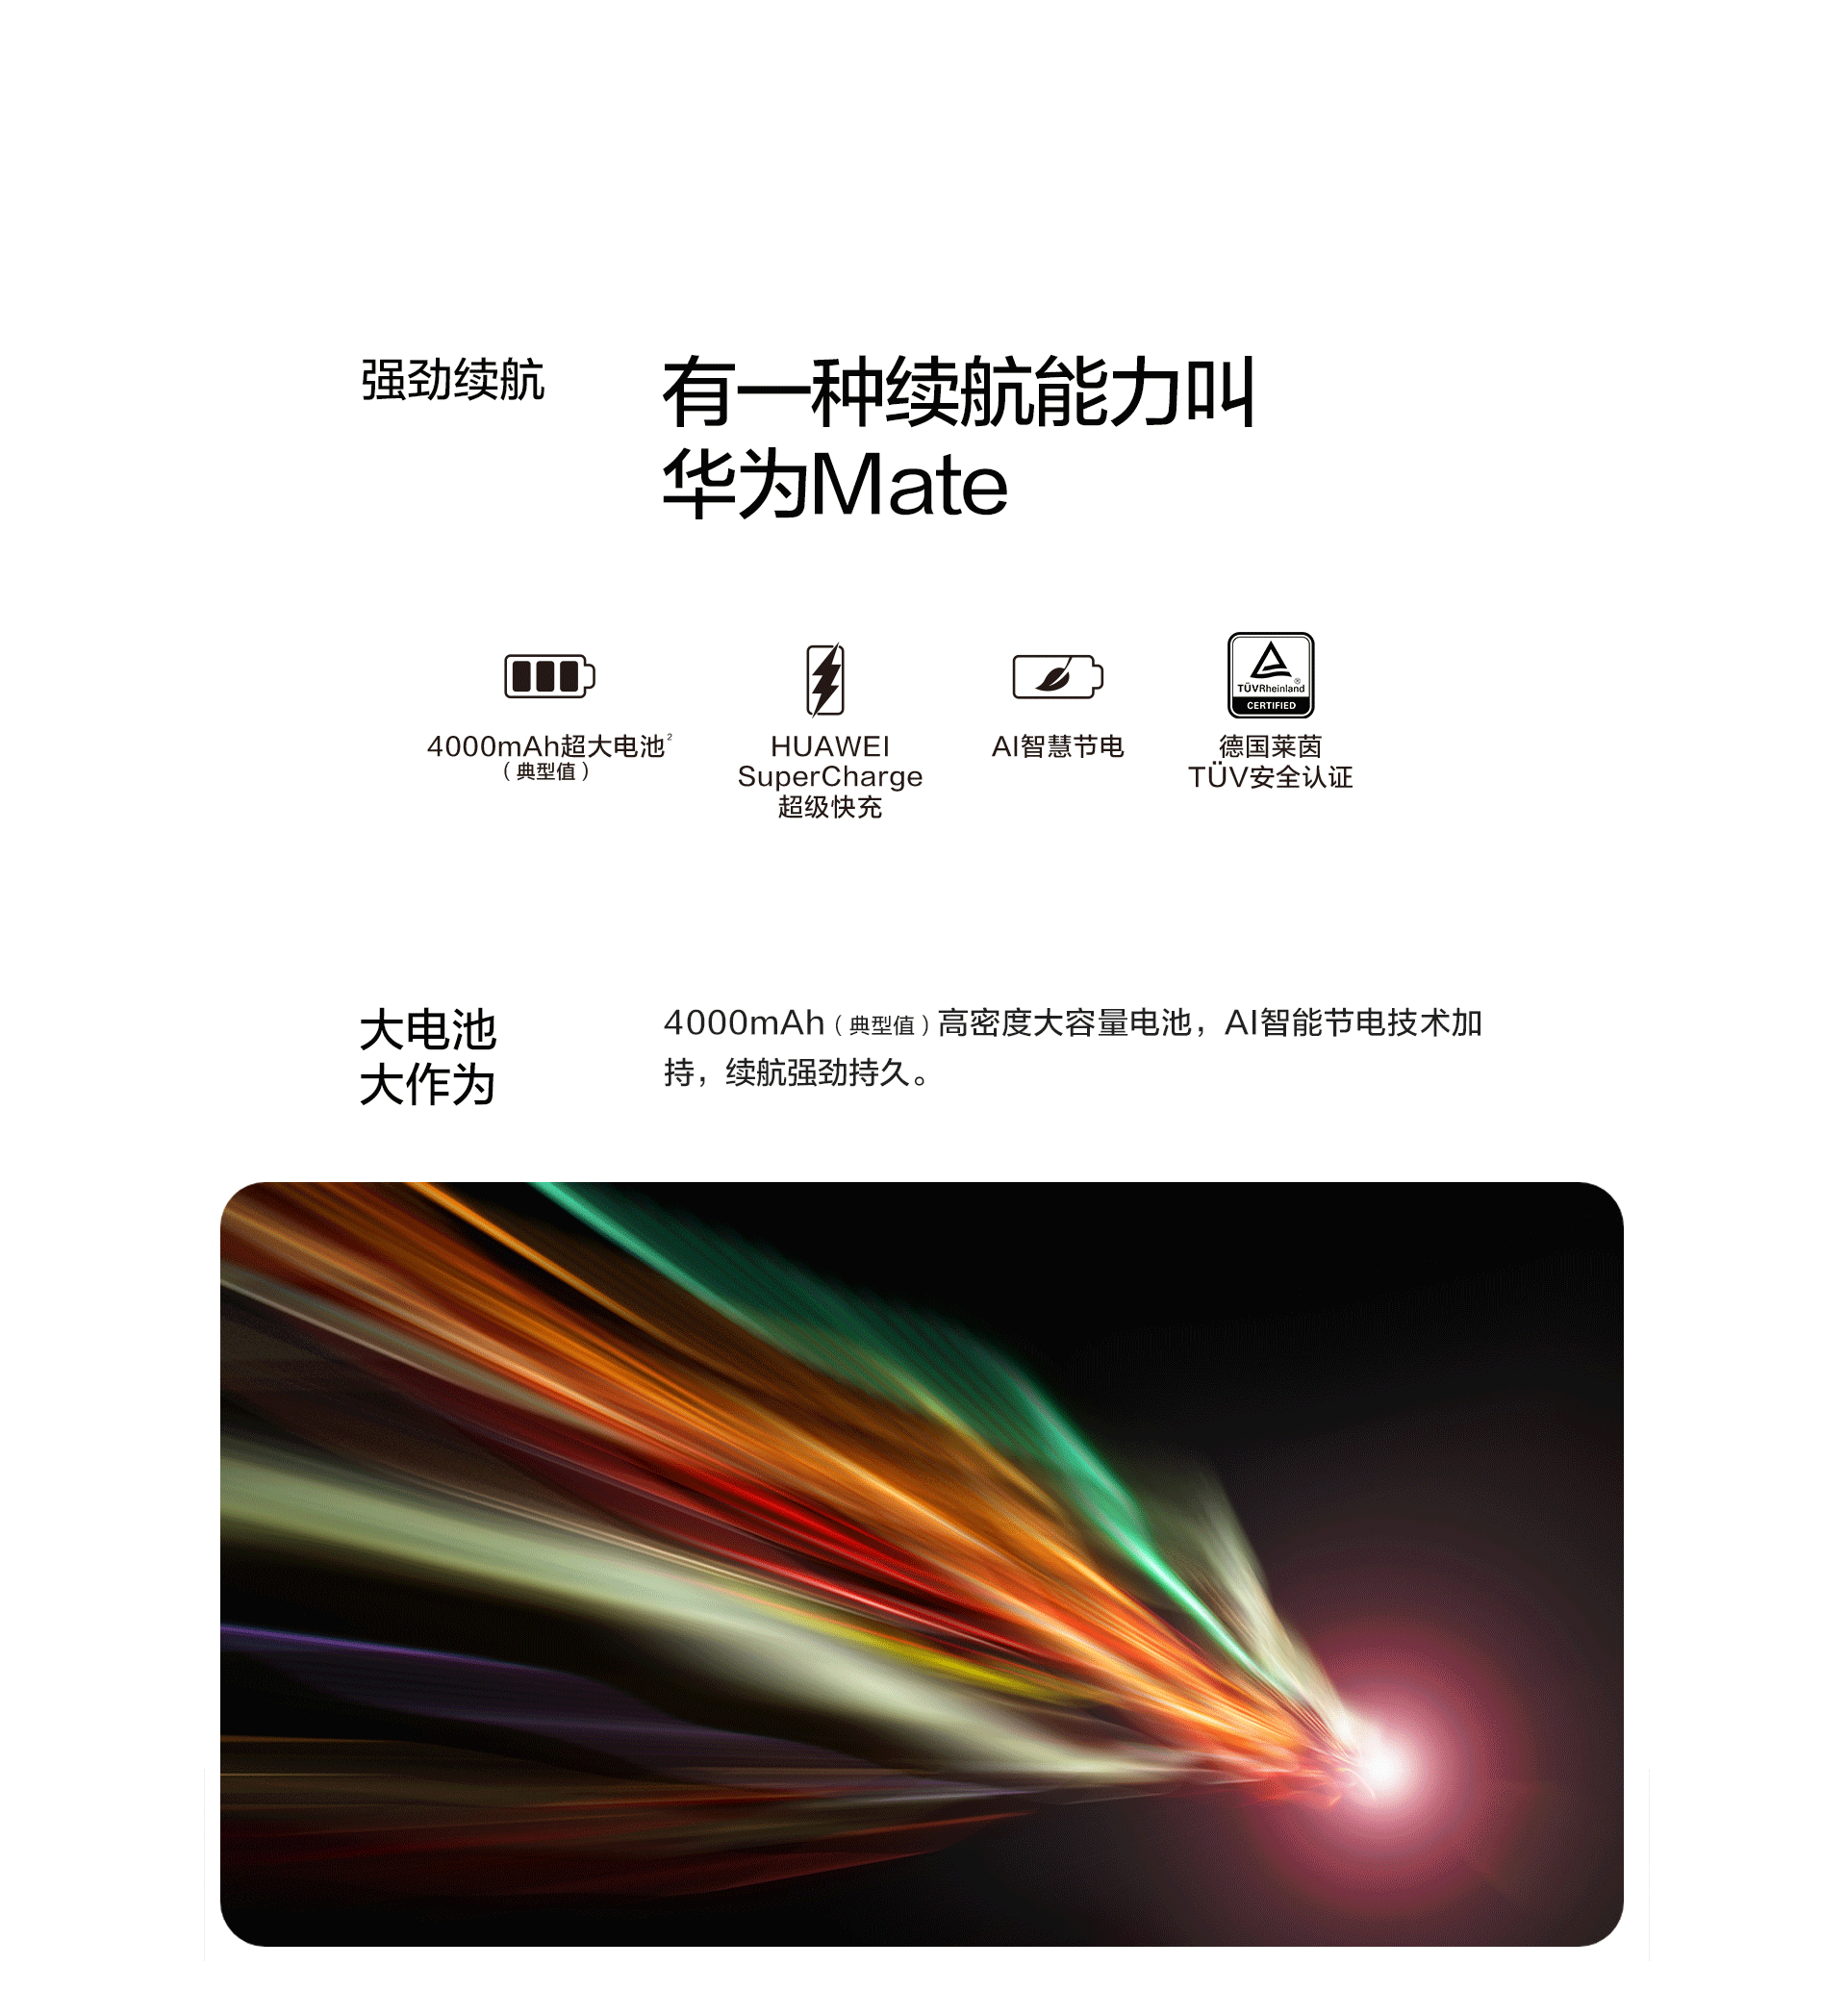 强劲续航
有一种续航能力叫
华为Mate
4000mAh超大电池²
（典型值）
HUAWEI
SuperCharge
超级快充
AI智慧节电
TÜVRheinland®
CERTIFIED
德国莱茵
TÜV安全认证
大电池
大作为
4000mAh（典型值）高密度大容量电池，AI智能节电技术加
持，续航强劲持久。